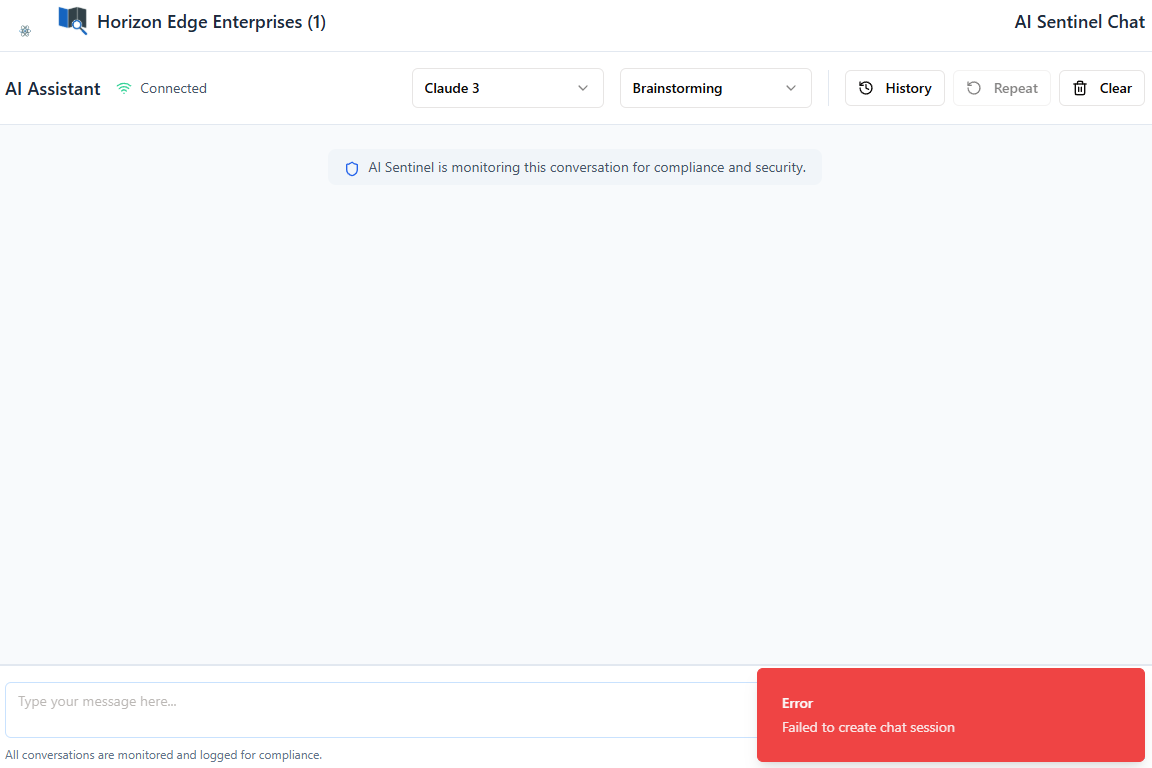 Horizon Edge Enterprises (1)
AI Sentinel Chat
AI Assistant
Connected
Claude 3
Brainstorming
History
Repeat
Clear
AI Sentinel is monitoring this conversation for compliance and security.
Type your message here...
All conversations are monitored and logged for compliance.
Error
Failed to create chat session